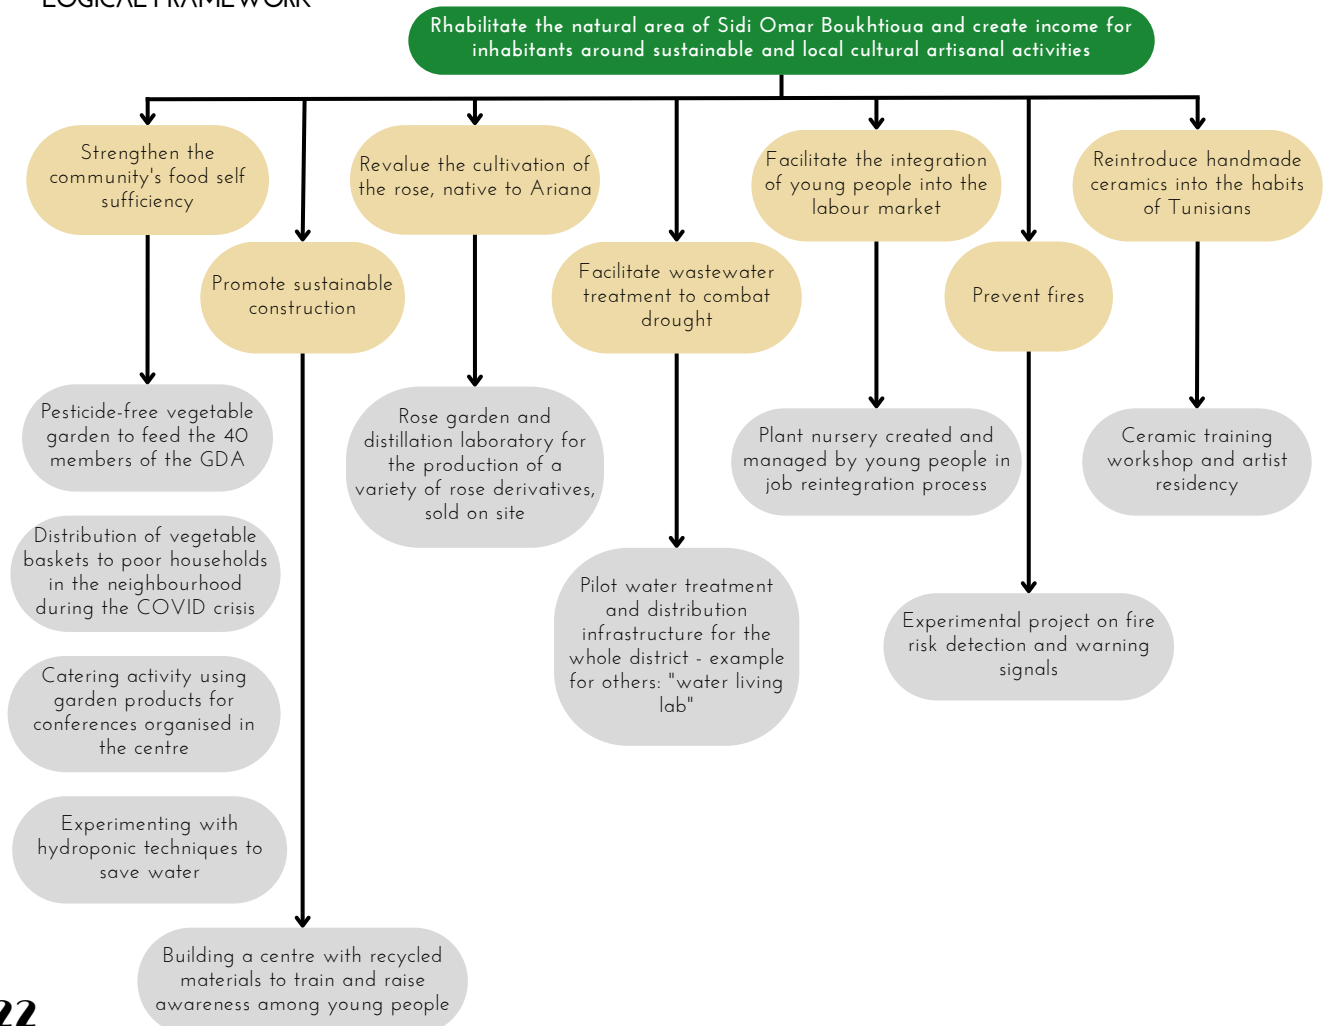 LOGICAL FRAMEWORK
Rhabilitate the natural area of Sidi Omar Boukhtioua and create income for
inhabitants around sustainable and local cultural artisanal activities
Strengthen the
community's food self
sufficiency
Promote sustainable
construction
Revalue the cultivation of
the rose, native to Ariana
Facilitate wastewater
treatment to combat
drought
Facilitate the integration
of young people into the
labour market
Prevent fires
Reintroduce handmade
ceramics into the habits
of Tunisians
Pesticide-free vegetable
garden to feed the 40
members of the GDA
Distribution of vegetable
baskets to poor households
in the neighbourhood
during the COVID crisis
Catering activity using
garden products for
conferences organised in
the centre
Experimenting with
hydroponic techniques to
save water
Building a centre with recycled
materials to train and raise
awareness among young people
Rose garden and
distillation laboratory for
the production of a
variety of rose derivatives,
sold on site
Pilot water treatment
and distribution
infrastructure for the
whole district - example
for others: "water living
lab"
Plant nursery created and
managed by young people in
job reintegration process
Experimental project on fire
risk detection and warning
signals
Ceramic training
workshop and artist
residency
22